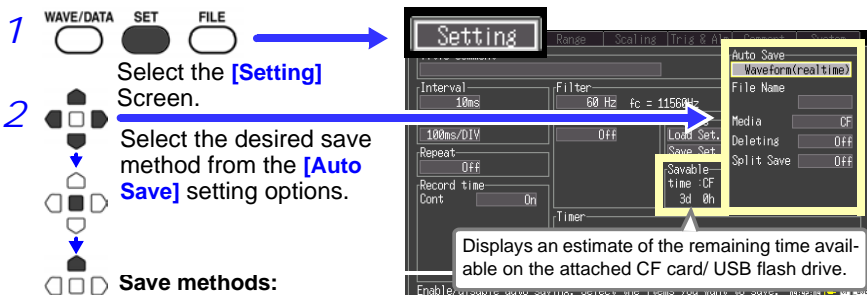 1
WAVE/DATA SET FILE
Select the [Setting]
Screen.
2
Select the desired save
method from the [Auto
Save] setting options.
Save methods:
Setting Range Scaling Comment System
Auto Save
Waveform(realtime)
File Name
Media CF
Deleting Off
Split Save Off
Interval
10ms
100ms/DIV
Repeat
Off
Record time
Cont On
Filter
60 Hz fc = 11560Hz
Off
Load Set.
Save Set.
Savable
time :CF
3d 0h
Timer
Displays an estimate of the remaining time avail-
able on the attached CF card/ USB flash drive.